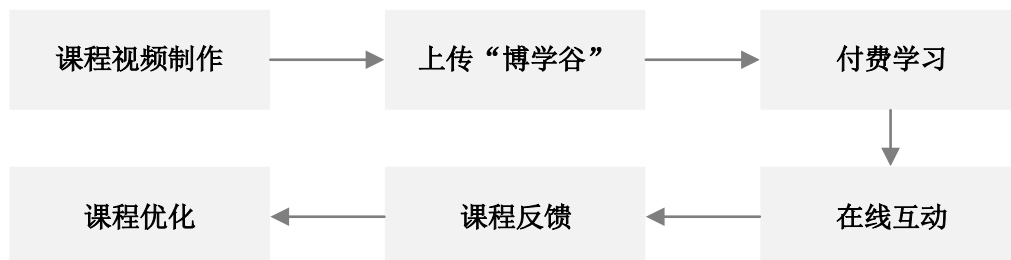 课程视频制作
上传“博学谷”
付费学习
在线互动
课程反馈
课程优化